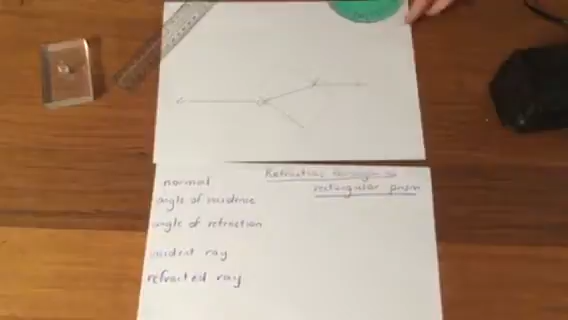 Refraction through a
rectangular prism
normal
angle of incidence
angle of refraction
incident ray
refracted ray